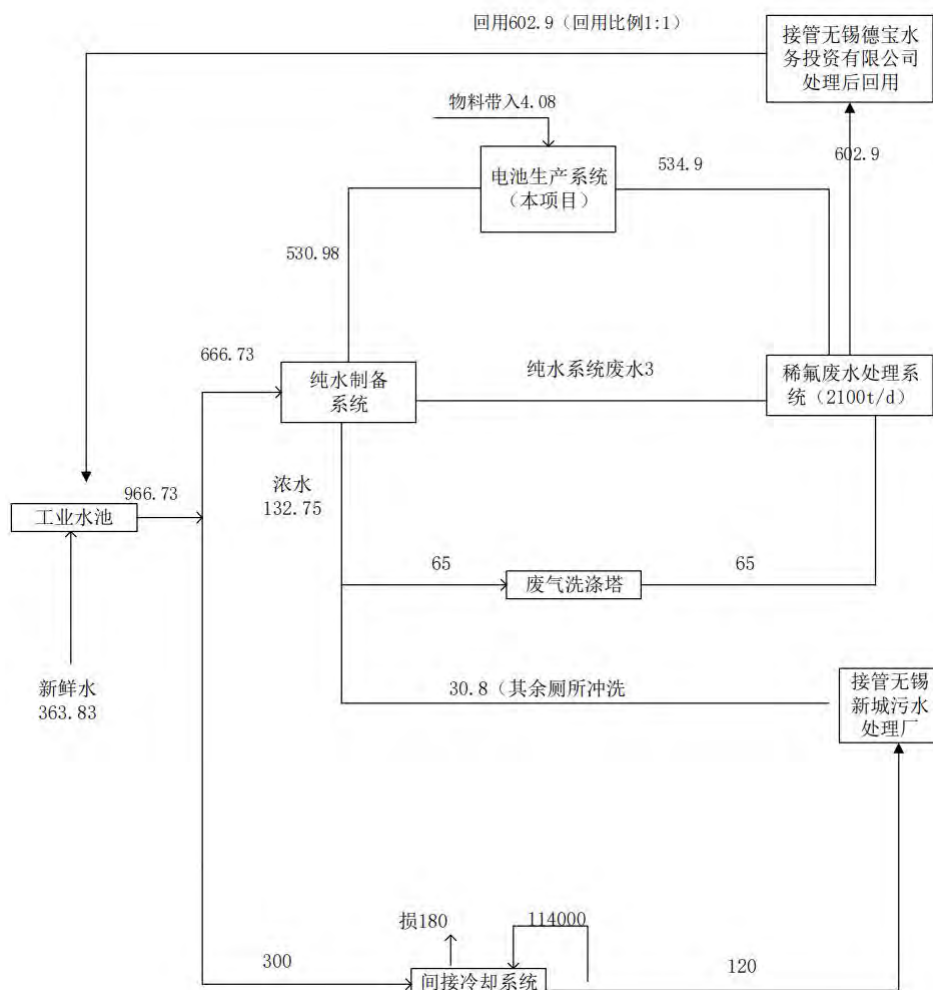 回用602.9（回用比例1:1）
接管无锡德宝水
务投资有限公司
处理后回用
物料带入4.08
602.9
电池生产系统
（本项目）
534.9
530.98
666.73
纯水制备
系统
纯水系统废水3
稀氟废水处理系
统（2100t/d）
966.73
工业水池
浓水
132.75
65
废气洗涤塔
65
新鲜水
363.83
30.8（其余厕所冲洗
接管无锡
新城污水
处理厂
损180
114000
300
间接冷却系统
120